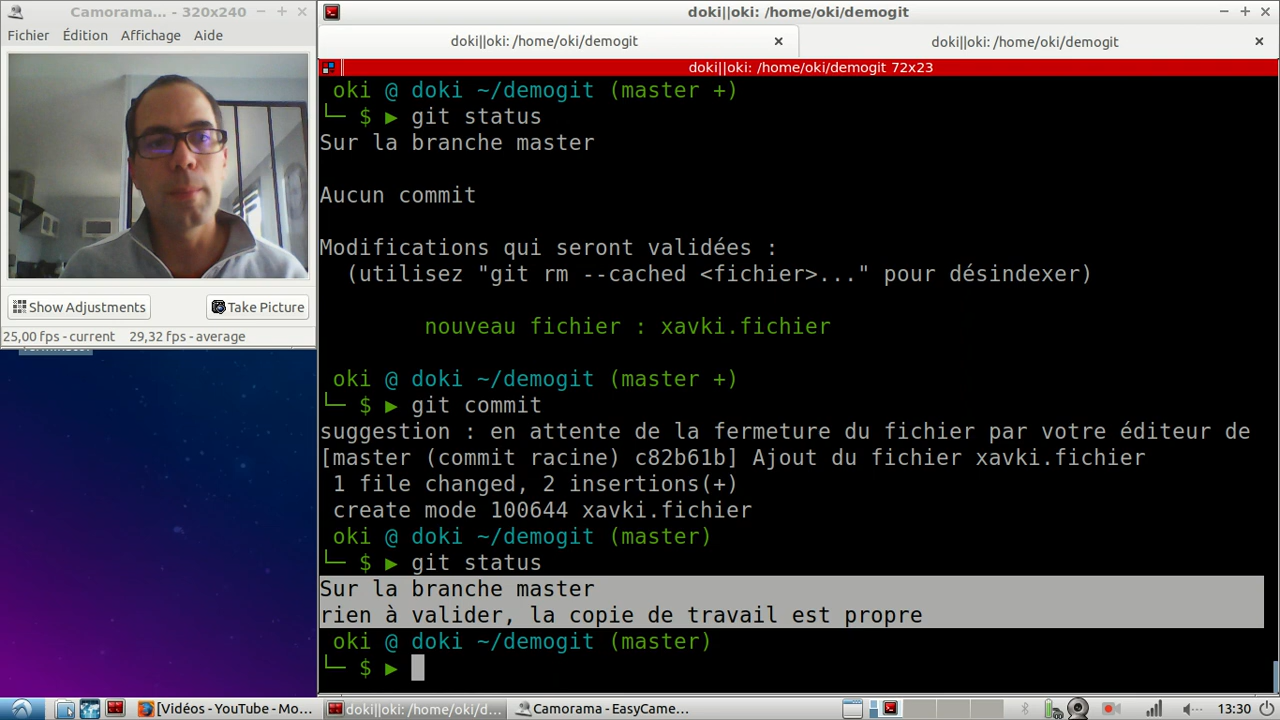 Camorama... - 320x240
Fichier Édition Affichage Aide
Show Adjustments Take Picture
25,00 fps - current 29,32 fps - average
doki||oki: /home/oki/demogit
doki||oki: /home/oki/demogit
doki||oki: /home/oki/demogit
doki||oki: /home/oki/demogit 72x23
oki @ doki ~/demogit (master +)
└─ $ ▶ git status
Sur la branche master
Aucun commit
Modifications qui seront validées :
(utilisez "git rm --cached <fichier>..." pour désindexer)
nouveau fichier : xavki.fichier
oki @ doki ~/demogit (master +)
└─ $ ▶ git commit
suggestion : en attente de la fermeture du fichier par votre éditeur de
[master (commit racine) c82b61b] Ajout du fichier xavki.fichier
1 file changed, 2 insertions(+)
create mode 100644 xavki.fichier
oki @ doki ~/demogit (master)
└─ $ ▶ git status
Sur la branche master
rien à valider, la copie de travail est propre
oki @ doki ~/demogit (master)
└─ $ ▶
[Vidéos - YouTube - Mo... doki||oki: /home/oki/d... Camorama - EasyCame... 13:30